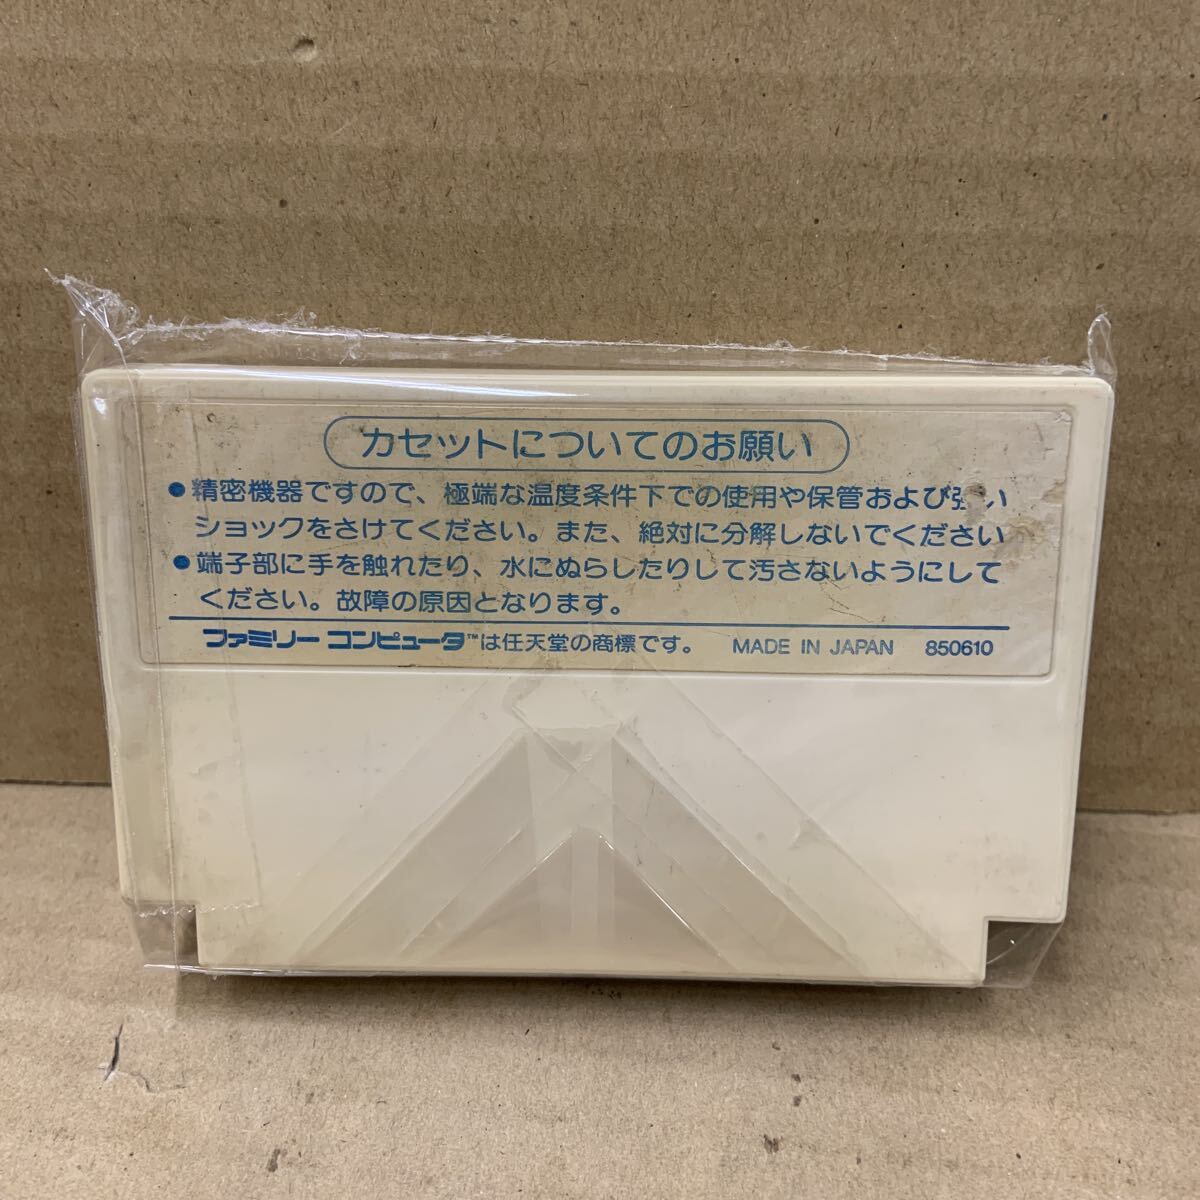 カセットについてのお願い
●精密機器ですので、極端な温度条件下での使用や保管および強い
ショックをさけてください。また、絶対に分解しないでください
●端子部に手を触れたり、水にぬらしたりして汚さないようにして
ください。故障の原因となります。
ファミリーコンピュータ™は任天堂の商標です。 MADE IN JAPAN 850610